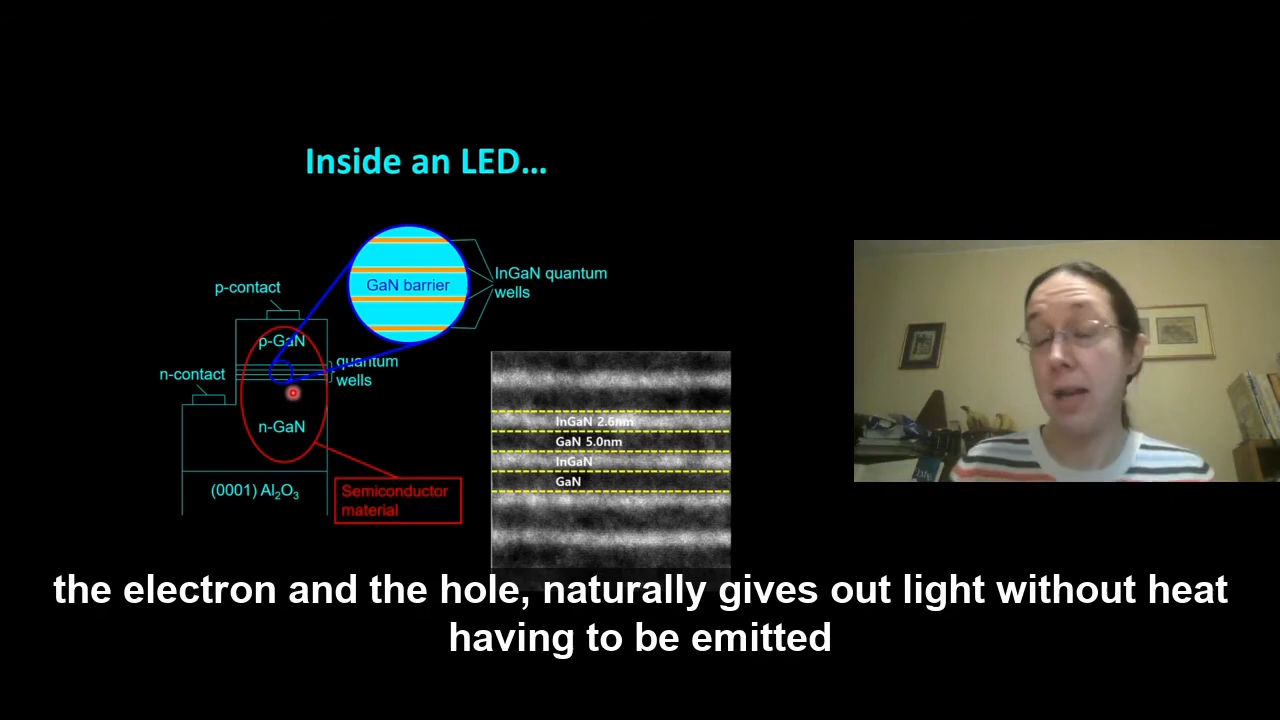 Inside an LED...
p-contact
GaN barrier
InGaN quantum
wells
p-GaN
n-contact
quantum
wells
n-GaN
(0001) Al₂O₃
Semiconductor
material
InGaN 2.6nm
GaN 5.0nm
InGaN
GaN
the electron and the hole, naturally gives out light without heat
having to be emitted